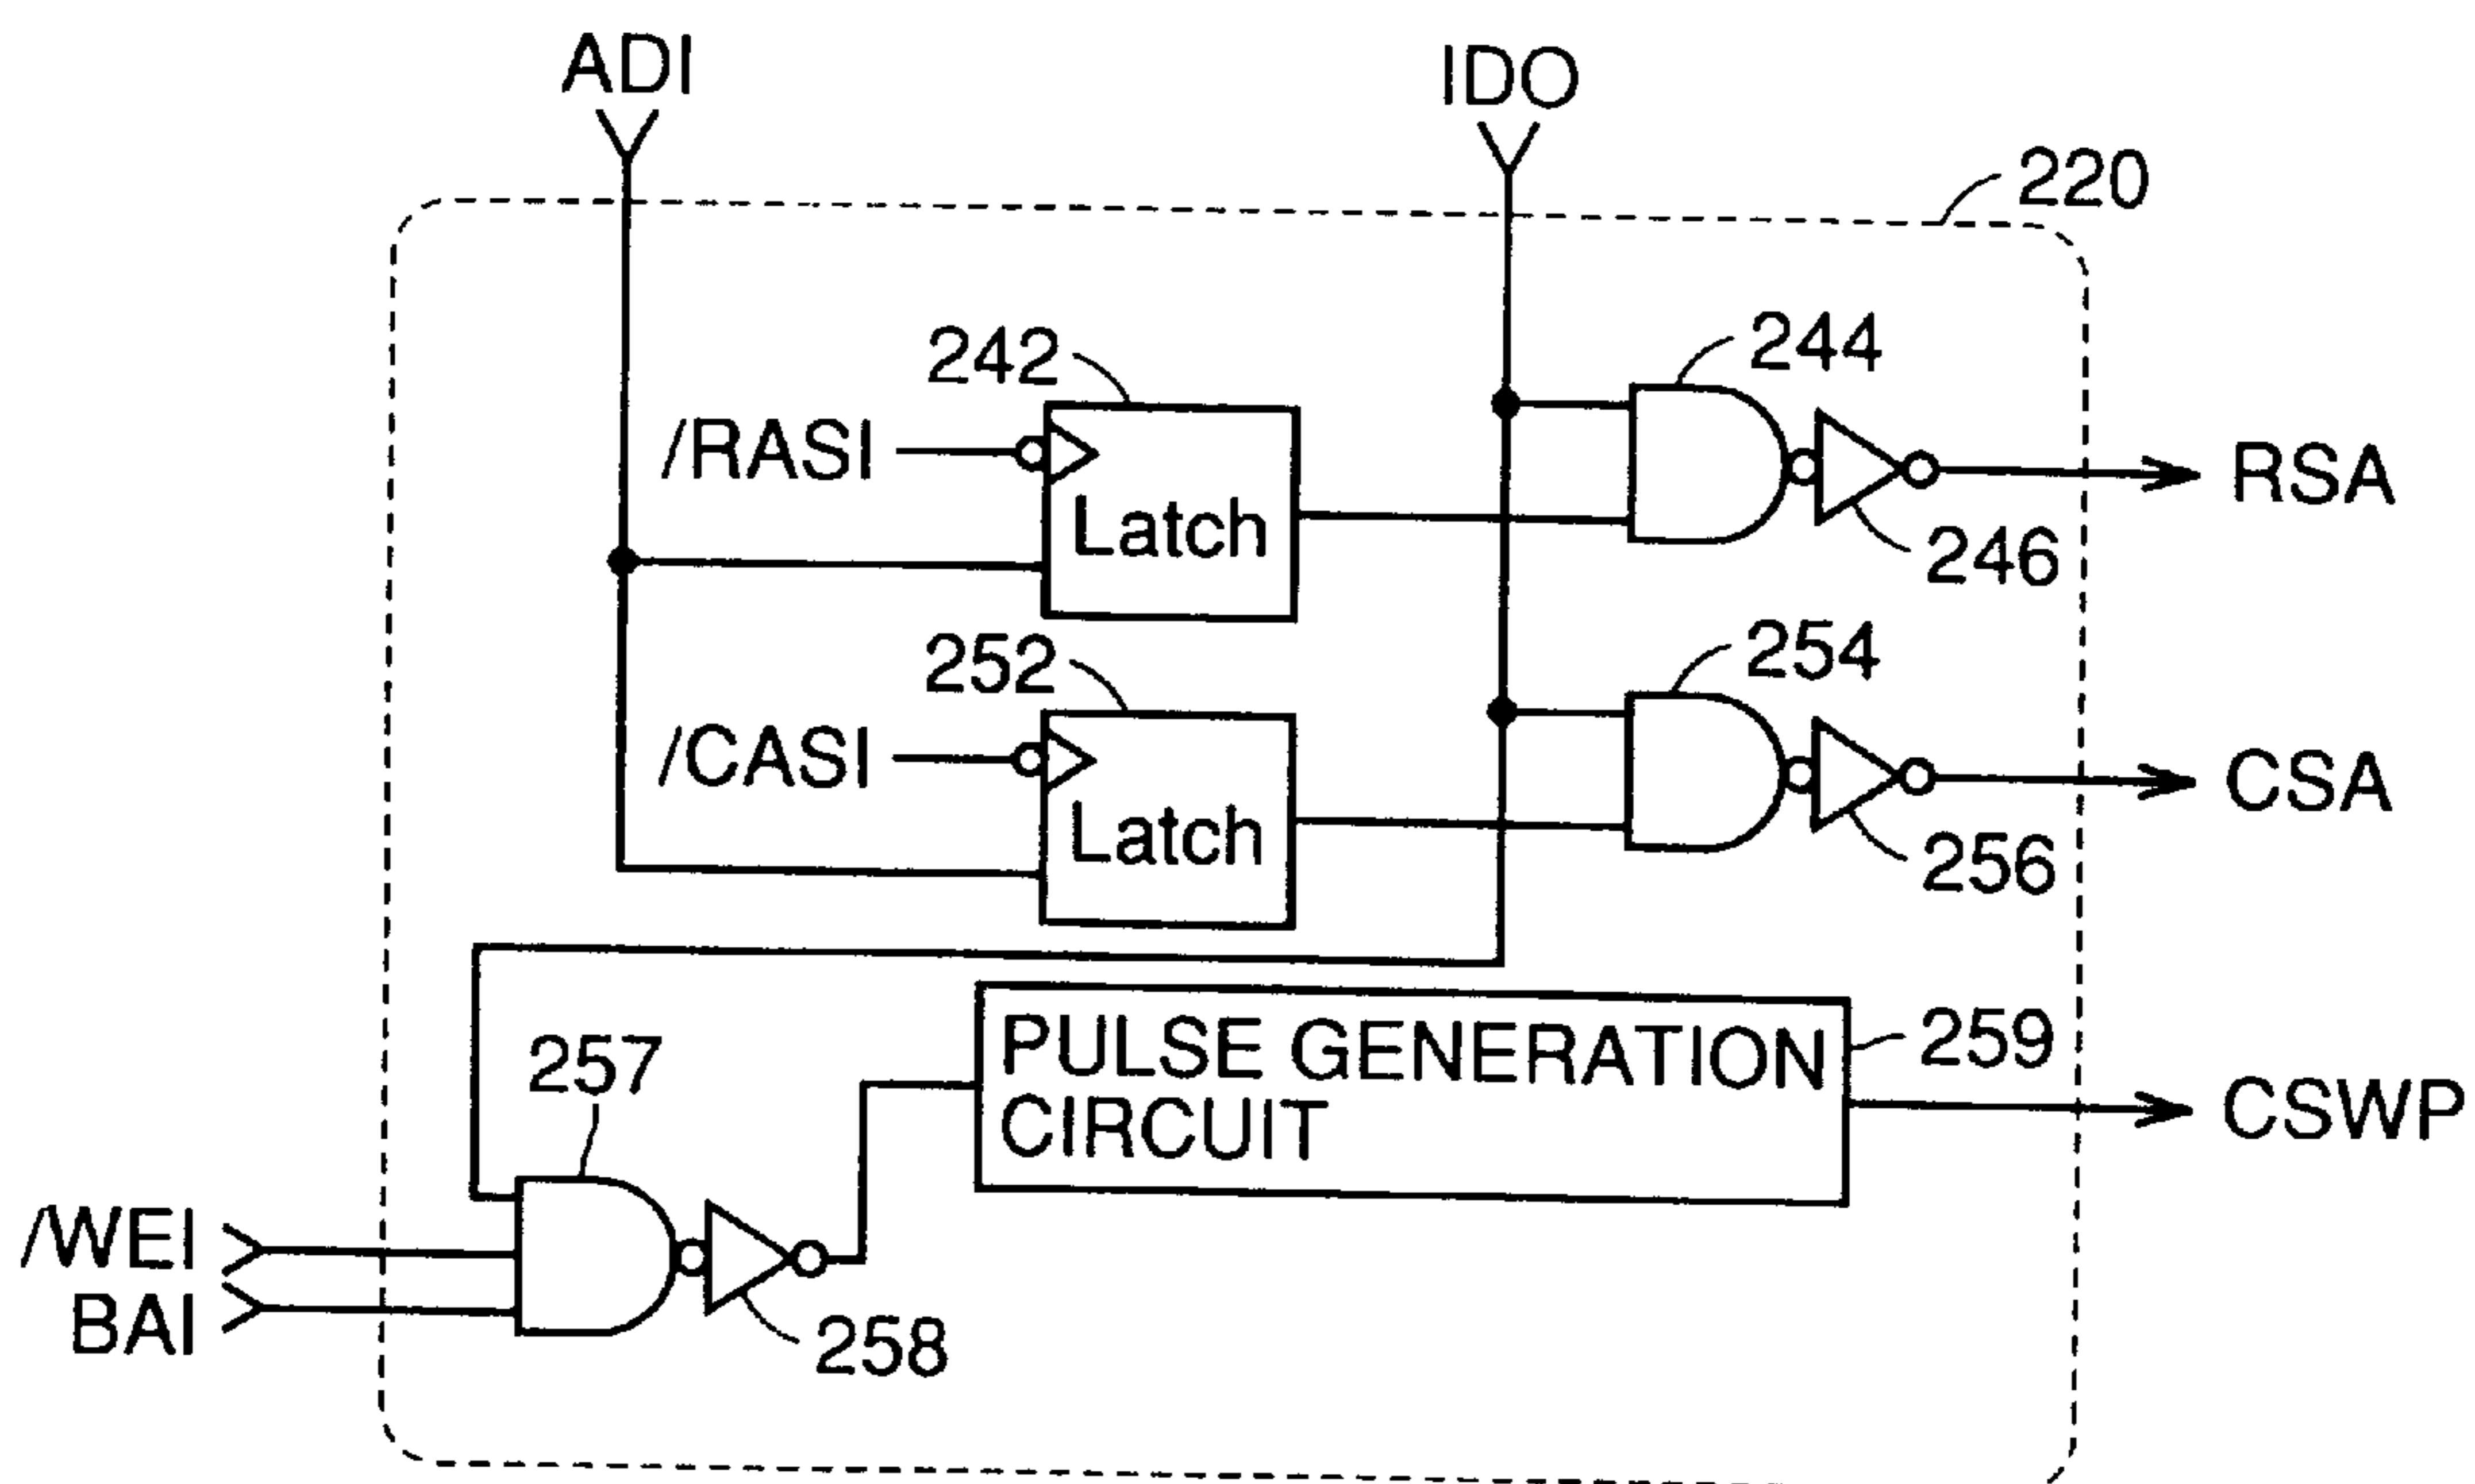 ADI
IDO
220
242
244
/RASI
Latch
RSA
246
252
254
/CASI
Latch
CSA
256
257
PULSE GENERATION
CIRCUIT
259
CSWP
/WEI
BAI
258